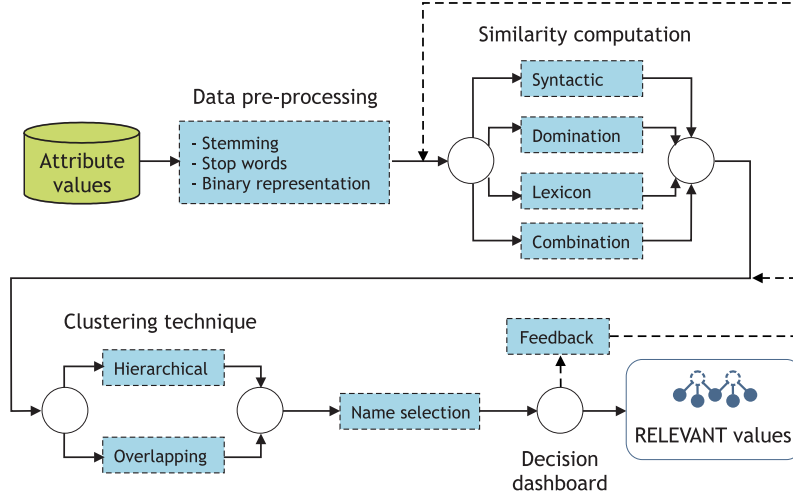 Similarity computation
Data pre-processing
Attribute
values
- Stemming
- Stop words
- Binary representation
Syntactic
Domination
Lexicon
Combination
Clustering technique
Hierarchical
Overlapping
Name selection
Feedback
Decision
dashboard
RELEVANT values